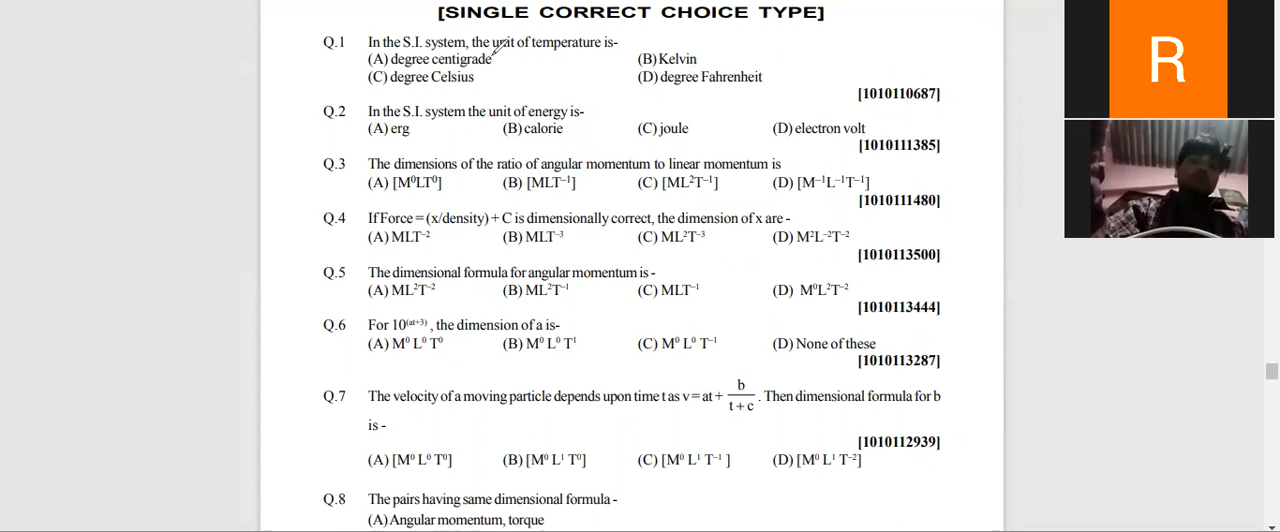 [SINGLE CORRECT CHOICE TYPE]
Q.1 In the S.I. system, the unit of temperature is-
(A) degree centigrade (B) Kelvin
(C) degree Celsius (D) degree Fahrenheit
[1010110687]
Q.2 In the S.I. system the unit of energy is-
(A) erg (B) calorie (C) joule (D) electron volt
[1010111385]
Q.3 The dimensions of the ratio of angular momentum to linear momentum is
(A) [M⁰LT⁰] (B) [MLT⁻¹] (C) [ML²T⁻¹] (D) [M⁻¹L⁻¹T⁻¹]
[1010111480]
Q.4 If Force = (x/density) + C is dimensionally correct, the dimension of x are -
(A) MLT⁻² (B) MLT⁻³ (C) ML²T⁻³ (D) M²L⁻²T⁻²
[1010113500]
Q.5 The dimensional formula for angular momentum is -
(A) ML²T⁻² (B) ML²T⁻¹ (C) MLT⁻¹ (D) M⁰L²T⁻²
[1010113444]
Q.6 For 10⁽ᵃᵗ⁺³⁾, the dimension of a is-
(A) M⁰ L⁰ T⁰ (B) M⁰ L⁰ T¹ (C) M⁰ L⁰ T⁻¹ (D) None of these
[1010113287]
Q.7 The velocity of a moving particle depends upon time t as v = at + b/(t + c). Then dimensional formula for b
is -
[1010112939]
(A) [M⁰ L⁰ T⁰] (B) [M⁰ L¹ T⁰] (C) [M⁰ L¹ T⁻¹ ] (D) [M⁰ L¹ T⁻²]
Q.8 The pairs having same dimensional formula -
(A) Angular momentum, torque
R